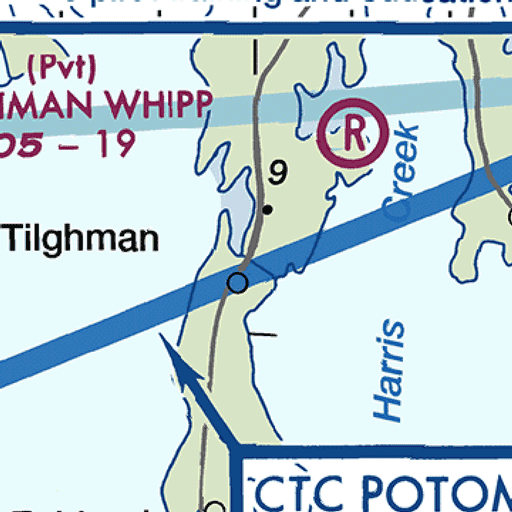 (Pvt)
MAN WHIPP
05 – 19
R
9
Creek
Tilghman
Harris
CTC POTOM